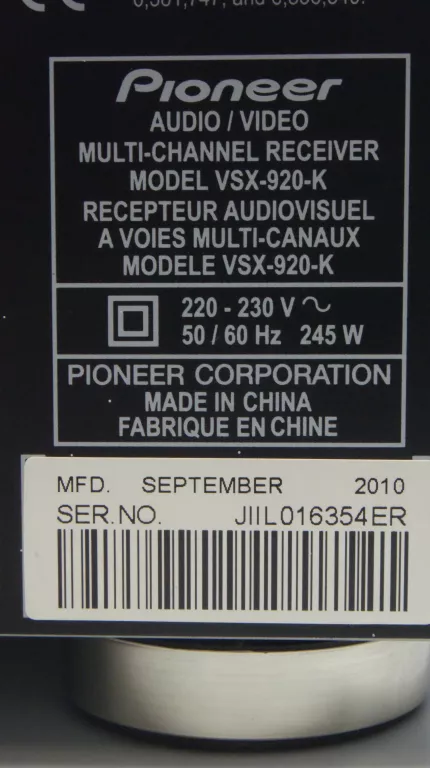 and
Pioneer
AUDIO / VIDEO
MULTI-CHANNEL RECEIVER
MODEL VSX-920-K
RECEPTEUR AUDIOVISUEL
A VOIES MULTI-CANAUX
MODELE VSX-920-K
220 - 230 V ~
50 / 60 Hz 245 W
PIONEER CORPORATION
MADE IN CHINA
FABRIQUE EN CHINE
MFD. SEPTEMBER 2010
SER.NO. JIIL016354ER